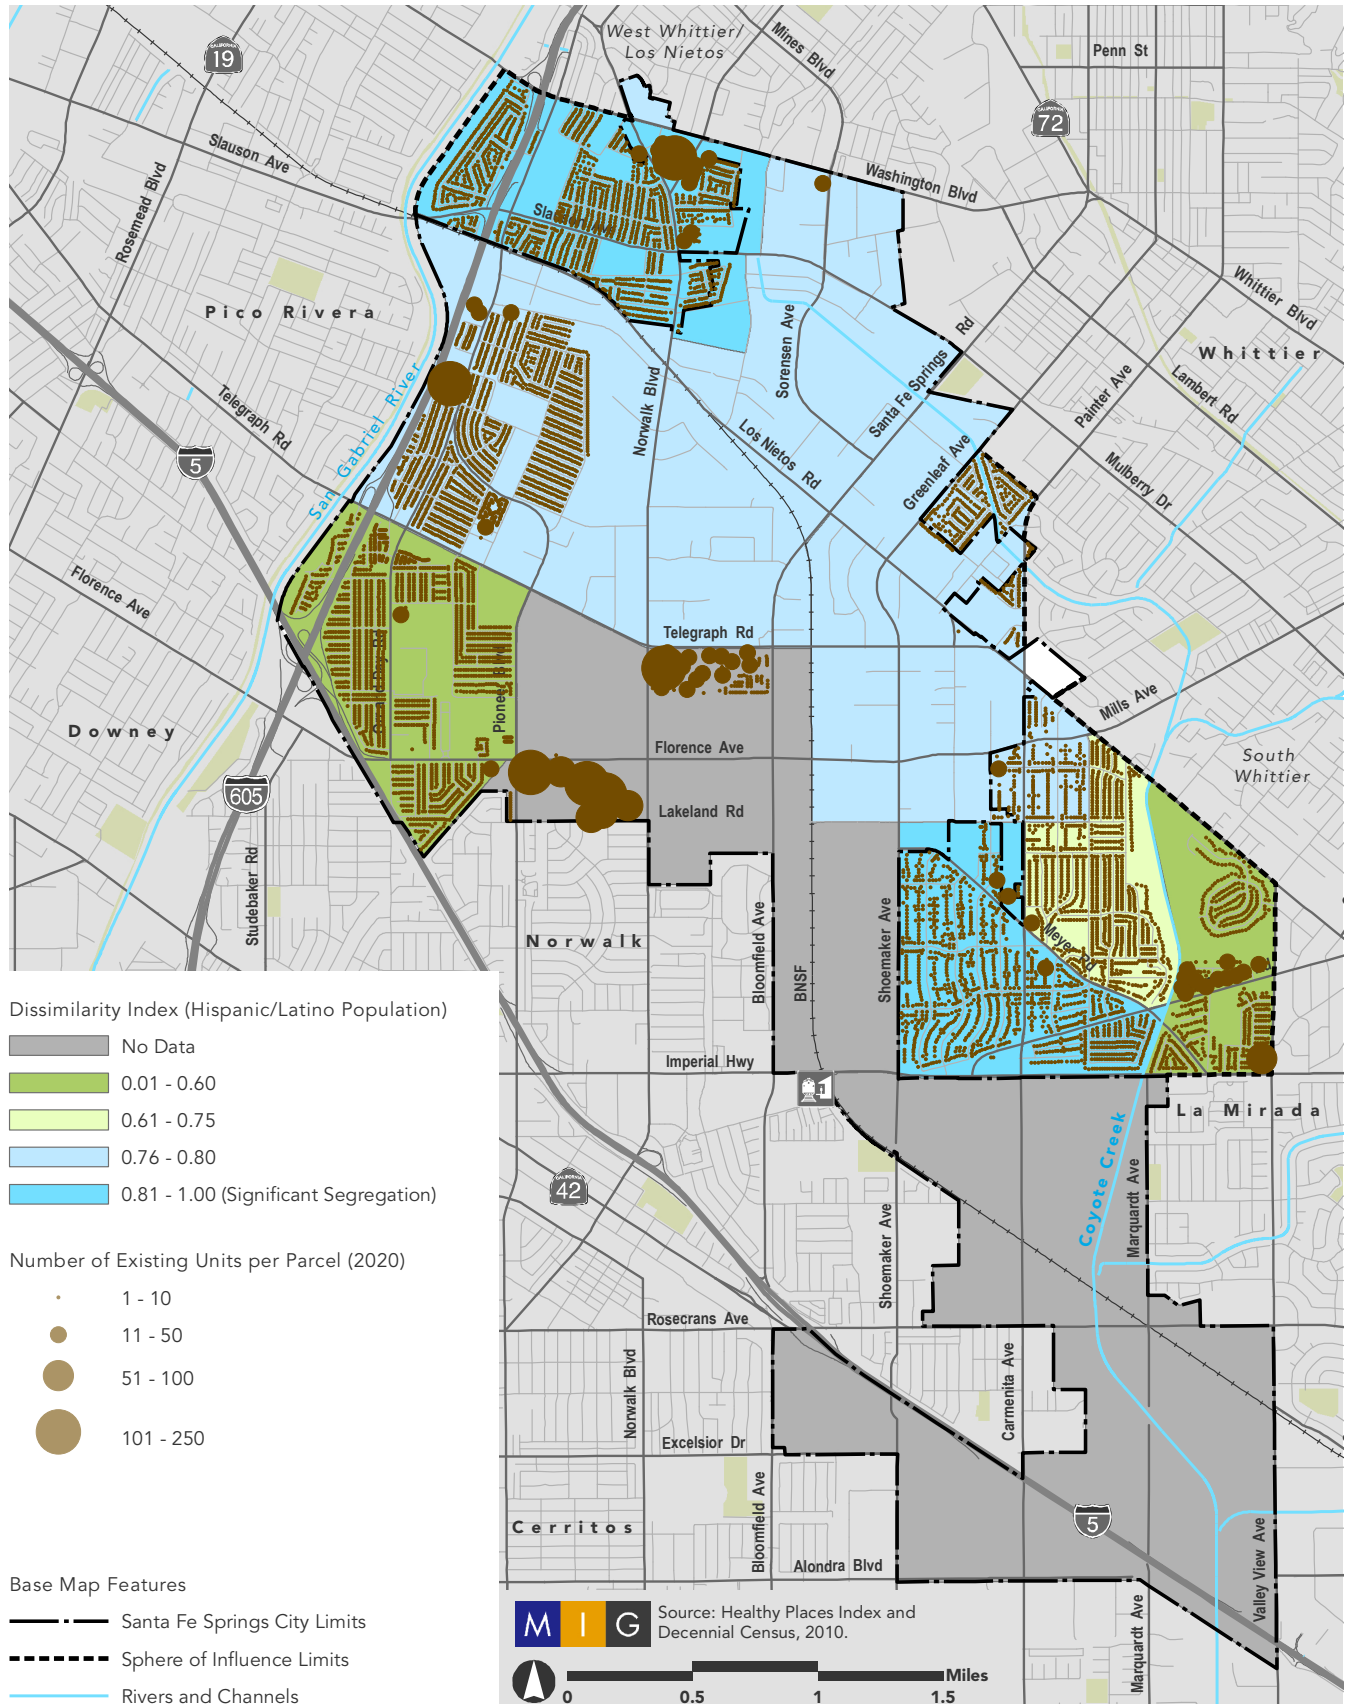 West Whittier/
Los Nietos
Mines Blvd
Penn St
CALIFORNIA
19
CALIFORNIA
72
Slauson Ave
Rosemead Blvd
Washington Blvd
Whittier Blvd
Pico Rivera
Whittier
Lambert Rd
Painter Ave
Santa Fe Springs Rd
Sorensen Ave
Norwalk Blvd
Telegraph Rd
San Gabriel River
Los Nietos Rd
Greenleaf Ave
Mulberry Dr
5
Florence Ave
Telegraph Rd
Pioneer Blvd
Mills Ave
Downey
Florence Ave
South
Whittier
605
Lakeland Rd
Studebaker Rd
Norwalk
Bloomfield Ave
BNSF
Shoemaker Ave
Meyer Rd
Imperial Hwy
La Mirada
Coyote Creek
Marquardt Ave
CALIFORNIA
42
Shoemaker Ave
Rosecrans Ave
Norwalk Blvd
Carmenita Ave
Excelsior Dr
Bloomfield Ave
Cerritos
5
Alondra Blvd
Valley View Ave
Marquardt Ave
Dissimilarity Index (Hispanic/Latino Population)
No Data
0.01 - 0.60
0.61 - 0.75
0.76 - 0.80
0.81 - 1.00 (Significant Segregation)
Number of Existing Units per Parcel (2020)
1 - 10
11 - 50
51 - 100
101 - 250
Base Map Features
Santa Fe Springs City Limits
Sphere of Influence Limits
Rivers and Channels
M I G
Source: Healthy Places Index and
Decennial Census, 2010.
Miles
0 0.5 1 1.5